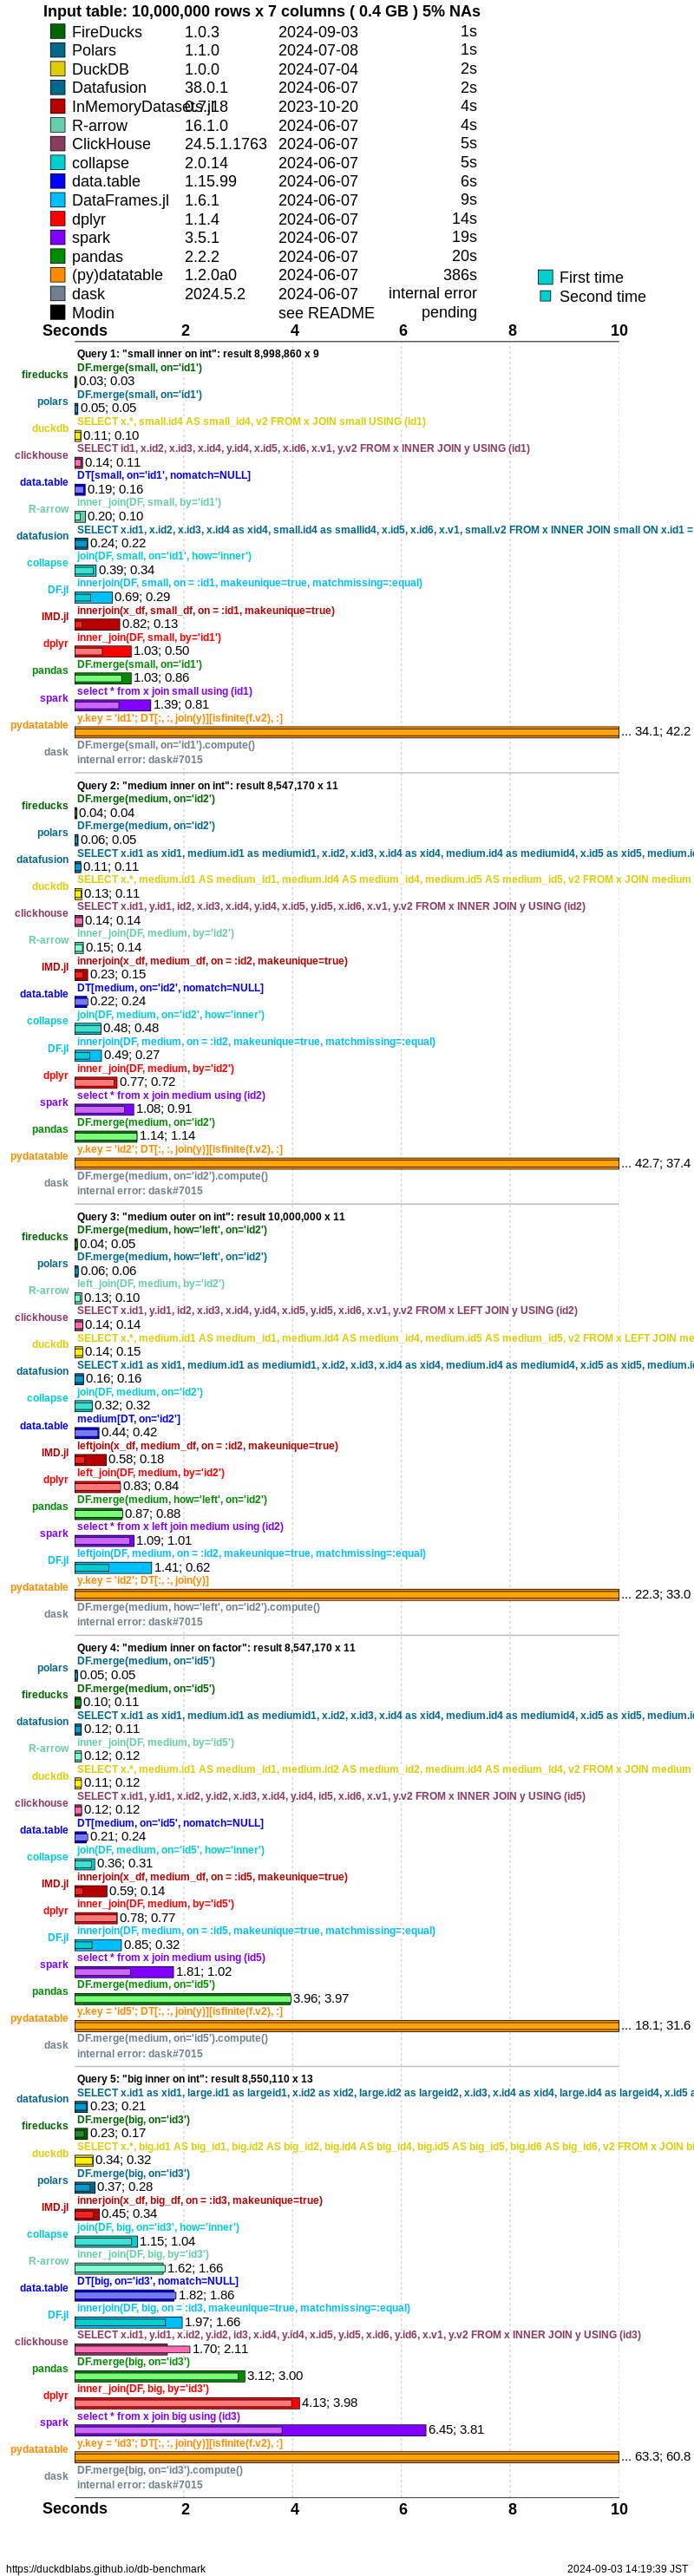 Input table: 10,000,000 rows x 7 columns ( 0.4 GB ) 5% NAs
FireDucks 1.0.3 2024-09-03 1s
Polars 1.1.0 2024-07-08 1s
DuckDB 1.0.0 2024-07-04 2s
Datafusion 38.0.1 2024-06-07 2s
InMemoryDatasets.jl 0.7.18 2023-10-20 4s
R-arrow 16.1.0 2024-06-07 4s
ClickHouse 24.5.1.1763 2024-06-07 5s
collapse 2.0.14 2024-06-07 5s
data.table 1.15.99 2024-06-07 6s
DataFrames.jl 1.6.1 2024-06-07 9s
dplyr 1.1.4 2024-06-07 14s
spark 3.5.1 2024-06-07 19s
pandas 2.2.2 2024-06-07 20s
(py)datatable 1.2.0a0 2024-06-07 386s
dask 2024.5.2 2024-06-07 internal error
Modin see README pending
First time
Second time
Seconds 2 4 6 8 10
Query 1: "small inner on int": result 8,998,860 x 9
DF.merge(small, on='id1')
fireducks 0.03; 0.03
DF.merge(small, on='id1')
polars 0.05; 0.05
SELECT x.*, small.id4 AS small_id4, v2 FROM x JOIN small USING (id1)
duckdb 0.11; 0.10
SELECT id1, x.id2, x.id3, x.id4, y.id4, x.id5, x.id6, x.v1, y.v2 FROM x INNER JOIN y USING (id1)
clickhouse 0.14; 0.11
DT[small, on='id1', nomatch=NULL]
data.table 0.19; 0.16
inner_join(DF, small, by='id1')
R-arrow 0.20; 0.10
SELECT x.id1, x.id2, x.id3, x.id4 as xid4, small.id4 as smallid4, x.id5, x.id6, x.v1, small.v2 FROM x INNER JOIN small ON x.id1 =
datafusion 0.24; 0.22
join(DF, small, on='id1', how='inner')
collapse 0.39; 0.34
innerjoin(DF, small, on = :id1, makeunique=true, matchmissing=:equal)
DF.jl 0.69; 0.29
innerjoin(x_df, small_df, on = :id1, makeunique=true)
IMD.jl 0.82; 0.13
inner_join(DF, small, by='id1')
dplyr 1.03; 0.50
DF.merge(small, on='id1')
pandas 1.03; 0.86
select * from x join small using (id1)
spark 1.39; 0.81
y.key = 'id1'; DT[:, :, join(y)][isfinite(f.v2), :]
pydatatable ... 34.1; 42.2
DF.merge(small, on='id1').compute()
dask internal error: dask#7015
Query 2: "medium inner on int": result 8,547,170 x 11
DF.merge(medium, on='id2')
fireducks 0.04; 0.04
DF.merge(medium, on='id2')
polars 0.06; 0.05
SELECT x.id1 as xid1, medium.id1 as mediumid1, x.id2, x.id3, x.id4 as xid4, medium.id4 as mediumid4, x.id5 as xid5, medium.id
datafusion 0.11; 0.11
SELECT x.*, medium.id1 AS medium_id1, medium.id4 AS medium_id4, medium.id5 AS medium_id5, v2 FROM x JOIN medium
duckdb 0.13; 0.11
SELECT x.id1, y.id1, id2, x.id3, x.id4, y.id4, x.id5, y.id5, x.id6, x.v1, y.v2 FROM x INNER JOIN y USING (id2)
clickhouse 0.14; 0.14
inner_join(DF, medium, by='id2')
R-arrow 0.15; 0.14
innerjoin(x_df, medium_df, on = :id2, makeunique=true)
IMD.jl 0.23; 0.15
DT[medium, on='id2', nomatch=NULL]
data.table 0.22; 0.24
join(DF, medium, on='id2', how='inner')
collapse 0.48; 0.48
innerjoin(DF, medium, on = :id2, makeunique=true, matchmissing=:equal)
DF.jl 0.49; 0.27
inner_join(DF, medium, by='id2')
dplyr 0.77; 0.72
select * from x join medium using (id2)
spark 1.08; 0.91
DF.merge(medium, on='id2')
pandas 1.14; 1.14
y.key = 'id2'; DT[:, :, join(y)][isfinite(f.v2), :]
pydatatable ... 42.7; 37.4
DF.merge(medium, on='id2').compute()
dask internal error: dask#7015
Query 3: "medium outer on int": result 10,000,000 x 11
DF.merge(medium, how='left', on='id2')
fireducks 0.04; 0.05
DF.merge(medium, how='left', on='id2')
polars 0.06; 0.06
left_join(DF, medium, by='id2')
R-arrow 0.13; 0.10
SELECT x.id1, y.id1, id2, x.id3, x.id4, y.id4, x.id5, y.id5, x.id6, x.v1, y.v2 FROM x LEFT JOIN y USING (id2)
clickhouse 0.14; 0.14
SELECT x.*, medium.id1 AS medium_id1, medium.id4 AS medium_id4, medium.id5 AS medium_id5, v2 FROM x LEFT JOIN me
duckdb 0.14; 0.15
SELECT x.id1 as xid1, medium.id1 as mediumid1, x.id2, x.id3, x.id4 as xid4, medium.id4 as mediumid4, x.id5 as xid5, medium.id
datafusion 0.16; 0.16
join(DF, medium, on='id2')
collapse 0.32; 0.32
medium[DT, on='id2']
data.table 0.44; 0.42
leftjoin(x_df, medium_df, on = :id2, makeunique=true)
IMD.jl 0.58; 0.18
left_join(DF, medium, by='id2')
dplyr 0.83; 0.84
DF.merge(medium, how='left', on='id2')
pandas 0.87; 0.88
select * from x left join medium using (id2)
spark 1.09; 1.01
leftjoin(DF, medium, on = :id2, makeunique=true, matchmissing=:equal)
DF.jl 1.41; 0.62
y.key = 'id2'; DT[:, :, join(y)]
pydatatable ... 22.3; 33.0
DF.merge(medium, how='left', on='id2').compute()
dask internal error: dask#7015
Query 4: "medium inner on factor": result 8,547,170 x 11
DF.merge(medium, on='id5')
polars 0.05; 0.05
DF.merge(medium, on='id5')
fireducks 0.10; 0.11
SELECT x.id1 as xid1, medium.id1 as mediumid1, x.id2, x.id3, x.id4 as xid4, medium.id4 as mediumid4, x.id5 as xid5, medium.id
datafusion 0.12; 0.11
inner_join(DF, medium, by='id5')
R-arrow 0.12; 0.12
SELECT x.*, medium.id1 AS medium_id1, medium.id2 AS medium_id2, medium.id4 AS medium_id4, v2 FROM x JOIN medium
duckdb 0.11; 0.12
SELECT x.id1, y.id1, x.id2, y.id2, x.id3, x.id4, y.id4, id5, x.id6, x.v1, y.v2 FROM x INNER JOIN y USING (id5)
clickhouse 0.12; 0.12
DT[medium, on='id5', nomatch=NULL]
data.table 0.21; 0.24
join(DF, medium, on='id5', how='inner')
collapse 0.36; 0.31
innerjoin(x_df, medium_df, on = :id5, makeunique=true)
IMD.jl 0.59; 0.14
inner_join(DF, medium, by='id5')
dplyr 0.78; 0.77
innerjoin(DF, medium, on = :id5, makeunique=true, matchmissing=:equal)
DF.jl 0.85; 0.32
select * from x join medium using (id5)
spark 1.81; 1.02
DF.merge(medium, on='id5')
pandas 3.96; 3.97
y.key = 'id5'; DT[:, :, join(y)][isfinite(f.v2), :]
pydatatable ... 18.1; 31.6
DF.merge(medium, on='id5').compute()
dask internal error: dask#7015
Query 5: "big inner on int": result 8,550,110 x 13
SELECT x.id1 as xid1, large.id1 as largeid1, x.id2 as xid2, large.id2 as largeid2, x.id3, x.id4 as xid4, large.id4 as largeid4, x.id5 a
datafusion 0.23; 0.21
DF.merge(big, on='id3')
fireducks 0.23; 0.17
SELECT x.*, big.id1 AS big_id1, big.id2 AS big_id2, big.id4 AS big_id4, big.id5 AS big_id5, big.id6 AS big_id6, v2 FROM x JOIN bi
duckdb 0.34; 0.32
DF.merge(big, on='id3')
polars 0.37; 0.28
innerjoin(x_df, big_df, on = :id3, makeunique=true)
IMD.jl 0.45; 0.34
join(DF, big, on='id3', how='inner')
collapse 1.15; 1.04
inner_join(DF, big, by='id3')
R-arrow 1.62; 1.66
DT[big, on='id3', nomatch=NULL]
data.table 1.82; 1.86
innerjoin(DF, big, on = :id3, makeunique=true, matchmissing=:equal)
DF.jl 1.97; 1.66
SELECT x.id1, y.id1, x.id2, y.id2, id3, x.id4, y.id4, x.id5, y.id5, x.id6, y.id6, x.v1, y.v2 FROM x INNER JOIN y USING (id3)
clickhouse 1.70; 2.11
DF.merge(big, on='id3')
pandas 3.12; 3.00
inner_join(DF, big, by='id3')
dplyr 4.13; 3.98
select * from x join big using (id3)
spark 6.45; 3.81
y.key = 'id3'; DT[:, :, join(y)][isfinite(f.v2), :]
pydatatable ... 63.3; 60.8
DF.merge(big, on='id3').compute()
dask internal error: dask#7015
Seconds 2 4 6 8 10
https://duckdblabs.github.io/db-benchmark 2024-09-03 14:19:39 JST